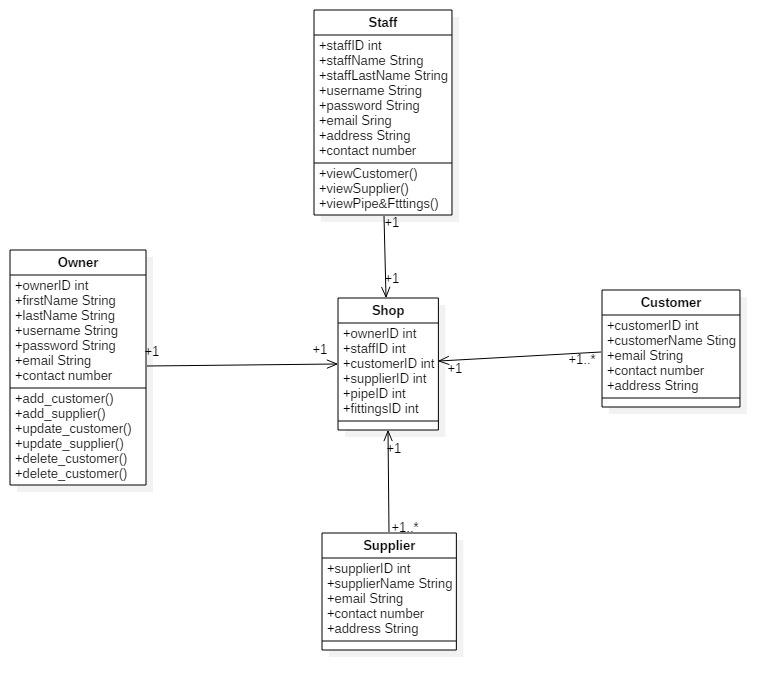 Staff
+staffID int
+staffName String
+staffLastName String
+username String
+password String
+email Sring
+address String
+contact number
+viewCustomer()
+viewSupplier()
+viewPipe&Ftttings()
+1
+1
Owner
+ownerID int
+firstName String
+lastName String
+username String
+password String
+email String
+contact number
+add_customer()
+add_supplier()
+update_customer()
+update_supplier()
+delete_customer()
+delete_customer()
+1
+1
Shop
+ownerID int
+staffID int
+customerID int
+supplierID int
+pipeID int
+fittingsID int
+1
+1..*
Customer
+customerID int
+customerName Sting
+email String
+contact number
+address String
+1
+1..*
Supplier
+supplierID int
+supplierName String
+email String
+contact number
+address String